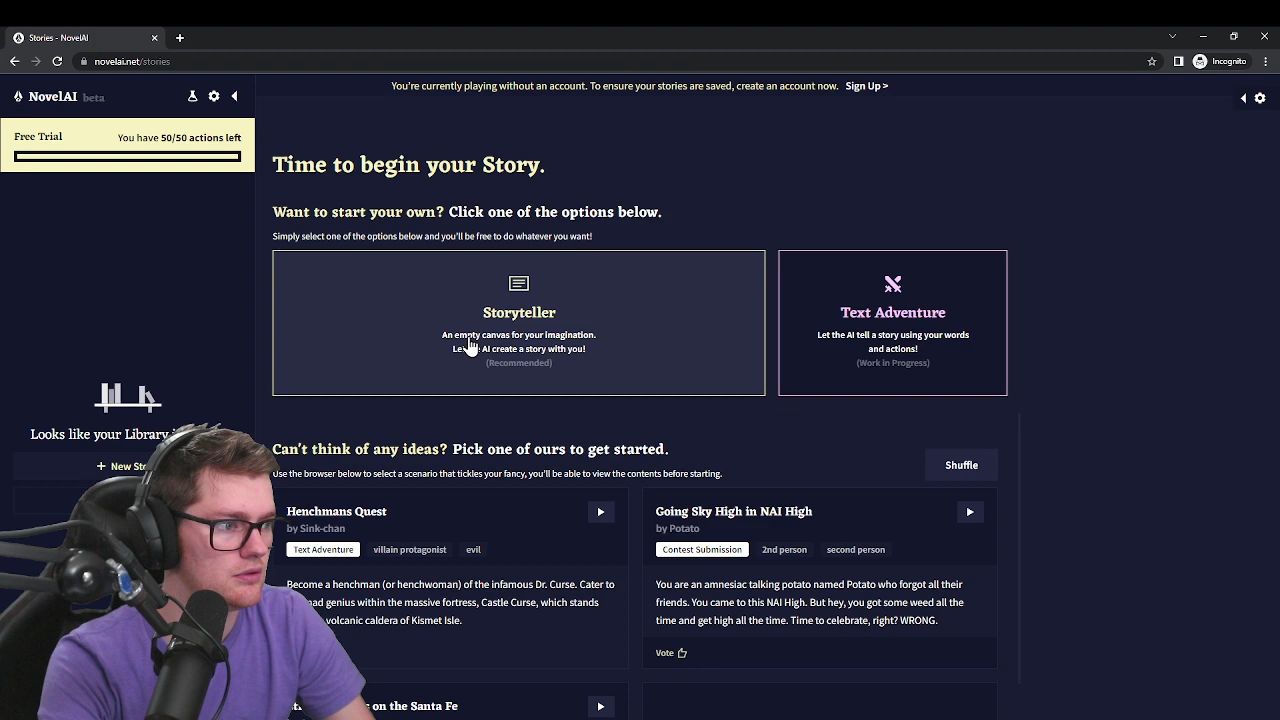 Stories - NovelAI
novelai.net/stories
Incognito
NovelAI beta
You're currently playing without an account. To ensure your stories are saved, create an account now. Sign Up >
Free Trial
You have 50/50 actions left
Time to begin your Story.
Want to start your own? Click one of the options below.
Simply select one of the options below and you'll be free to do whatever you want!
Storyteller
An empty canvas for your imagination.
AI create a story with you!
(Recommended)
Text Adventure
Let the AI tell a story using your words
and actions!
(Work in Progress)
Looks like your Library
+ New
Can't think of any ideas? Pick one of ours to get started.
Use the browser below to select a scenario that tickles your fancy, you'll be able to view the contents before starting.
Shuffle
Henchmans Quest
by Sink-chan
Text Adventure villain protagonist evil
Become a henchman (or henchwoman) of the infamous Dr. Curse. Cater to
genius within the massive fortress, Castle Curse, which stands
volcanic caldera of Kismet Isle.
Going Sky High in NAI High
by Potato
Contest Submission 2nd person second person
You are an amnesiac talking potato named Potato who forgot all their
friends. You came to this NAI High. But hey, you got some weed all the
time and get high all the time. Time to celebrate, right? WRONG.
Vote
on the Santa Fe